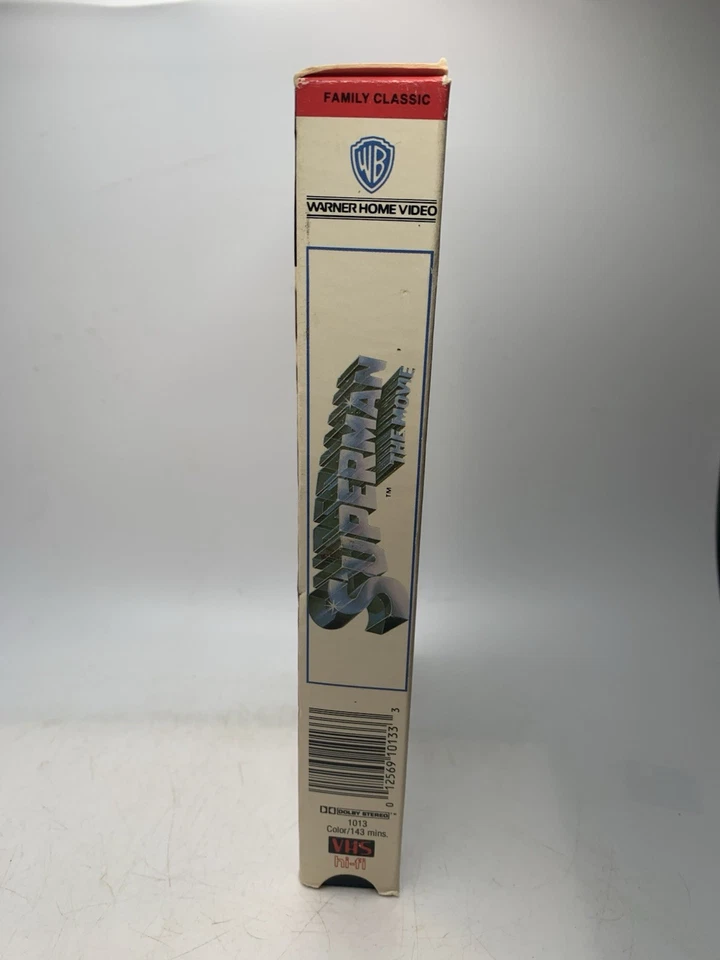 FAMILY CLASSIC
WB
WARNER HOME VIDEO
SUPERMAN
THE MOVIE
TM
0 12569 10133 3
DOLBY STEREO
TM
1013
Color/143 mins.
VHS
hi-fi